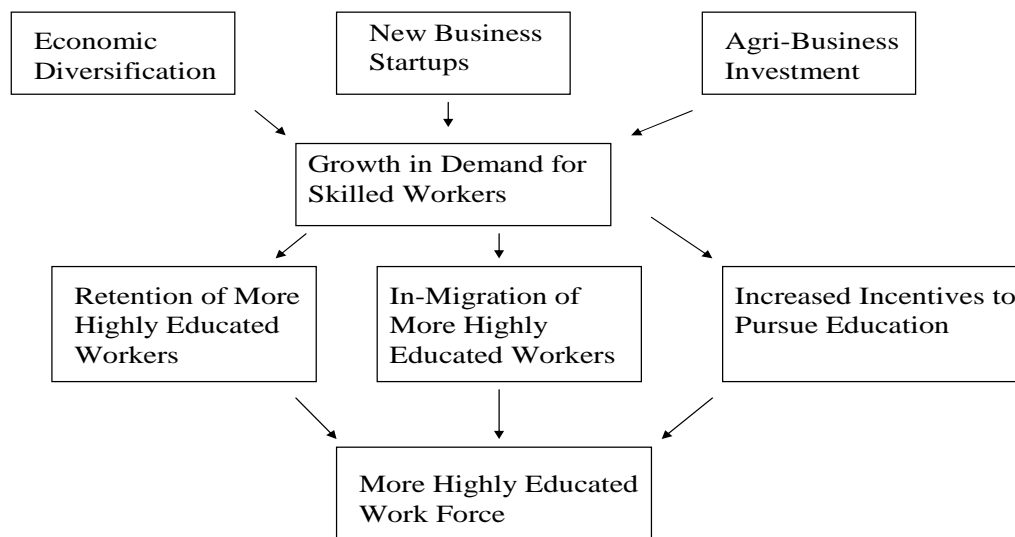 Economic
Diversification
New Business
Startups
Agri-Business
Investment
Growth in Demand for
Skilled Workers
Retention of More
Highly Educated
Workers
In-Migration of
More Highly
Educated Workers
Increased Incentives to
Pursue Education
More Highly Educated
Work Force